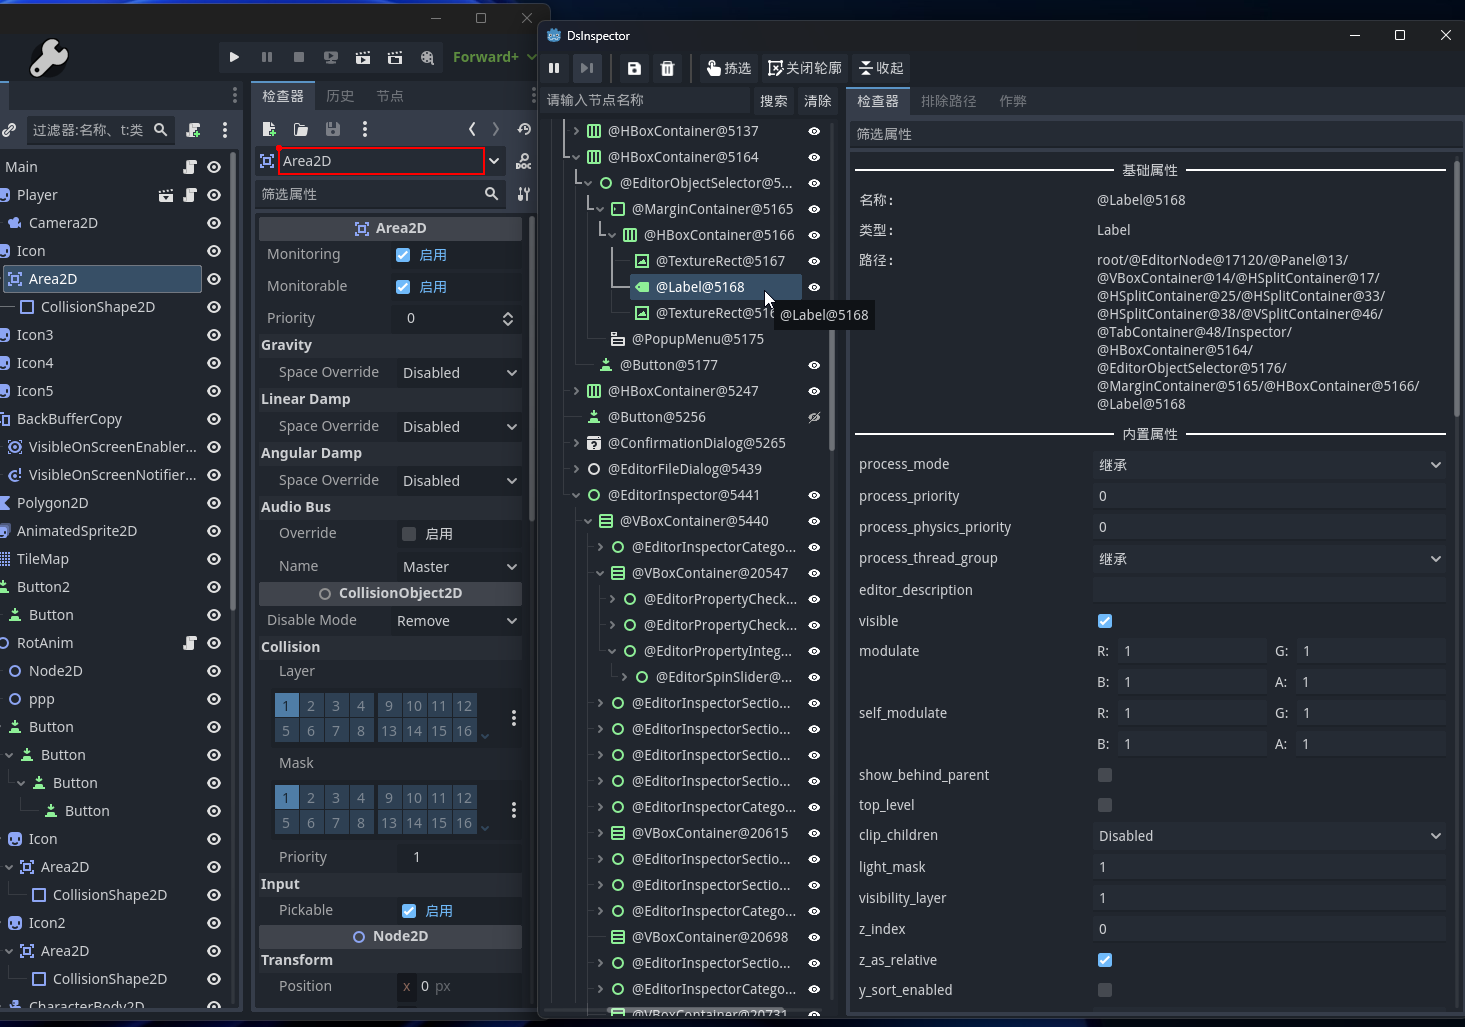 Forward+
过滤器:名称、t:类
Main
Player
Camera2D
Icon
Area2D
CollisionShape2D
Icon3
Icon4
Icon5
BackBufferCopy
VisibleOnScreenEnabler...
VisibleOnScreenNotifier...
Polygon2D
AnimatedSprite2D
TileMap
Button2
Button
RotAnim
Node2D
ppp
Button
Button
Button
Button
Icon
Area2D
CollisionShape2D
Icon2
Area2D
CollisionShape2D
CharacterBody2D
检查器 历史 节点
Area2D
筛选属性
Area2D
Monitoring 启用
Monitorable 启用
Priority 0
Gravity
Space Override Disabled
Linear Damp
Space Override Disabled
Angular Damp
Space Override Disabled
Audio Bus
Override 启用
Name Master
CollisionObject2D
Disable Mode Remove
Collision
Layer
1 2 3 4 9 10 11 12
5 6 7 8 13 14 15 16
Mask
1 2 3 4 9 10 11 12
5 6 7 8 13 14 15 16
Priority 1
Input
Pickable 启用
Node2D
Transform
Position x 0 px
DsInspector
拣选 关闭轮廓 收起
请输入节点名称 搜索 清除
@HBoxContainer@5137
@HBoxContainer@5164
@EditorObjectSelector@5...
@MarginContainer@5165
@HBoxContainer@5166
@TextureRect@5167
@Label@5168
@TextureRect@516
@Label@5168
@PopupMenu@5175
@Button@5177
@HBoxContainer@5247
@Button@5256
@ConfirmationDialog@5265
@EditorFileDialog@5439
@EditorInspector@5441
@VBoxContainer@5440
@EditorInspectorCatego...
@VBoxContainer@20547
@EditorPropertyCheck...
@EditorPropertyCheck...
@EditorPropertyInteg...
@EditorSpinSlider@...
@EditorInspectorSectio...
@EditorInspectorSectio...
@EditorInspectorSectio...
@EditorInspectorSectio...
@EditorInspectorCatego...
@VBoxContainer@20615
@EditorInspectorSectio...
@EditorInspectorSectio...
@EditorInspectorCatego...
@VBoxContainer@20698
@EditorInspectorSectio...
@EditorInspectorCatego...
@VBoxContainer@20731
检查器 排除路径 作弊
筛选属性
基础属性
名称: @Label@5168
类型: Label
路径: root/@EditorNode@17120/@Panel@13/
@VBoxContainer@14/@HSplitContainer@17/
@HSplitContainer@25/@HSplitContainer@33/
@HSplitContainer@38/@VSplitContainer@46/
@TabContainer@48/Inspector/
@HBoxContainer@5164/
@EditorObjectSelector@5176/
@MarginContainer@5165/@HBoxContainer@5166/
@Label@5168
内置属性
process_mode 继承
process_priority 0
process_physics_priority 0
process_thread_group 继承
editor_description
visible
modulate R: 1 G: 1
B: 1 A: 1
self_modulate R: 1 G: 1
B: 1 A: 1
show_behind_parent
top_level
clip_children Disabled
light_mask 1
visibility_layer 1
z_index 0
z_as_relative
y_sort_enabled